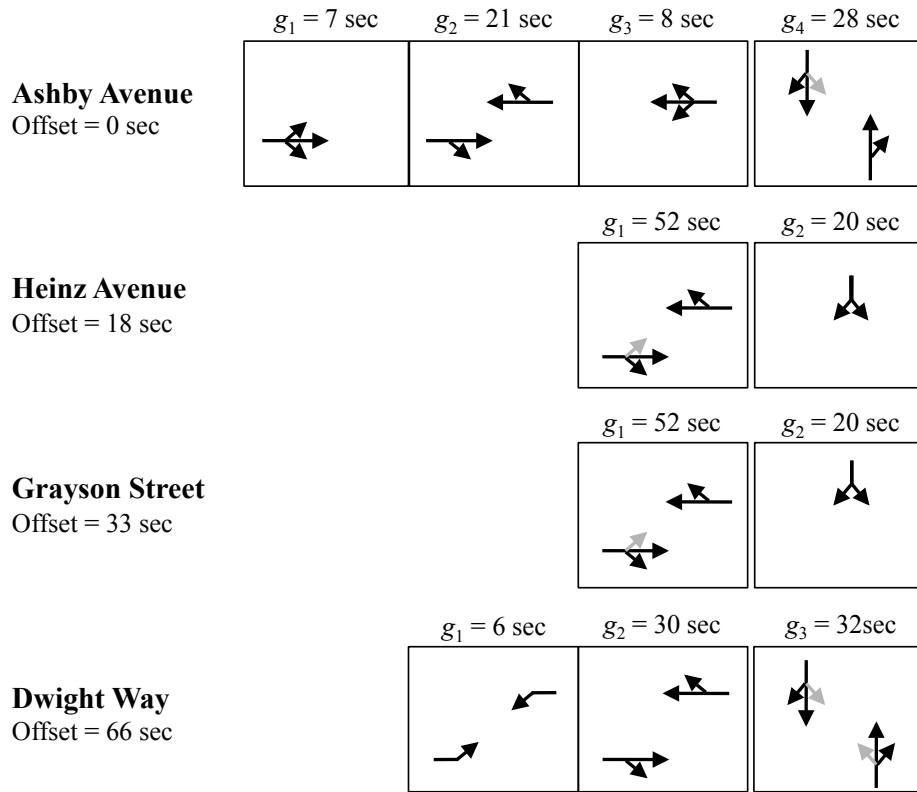 g₁ = 7 sec g₂ = 21 sec g₃ = 8 sec g₄ = 28 sec
Ashby Avenue
Offset = 0 sec
g₁ = 52 sec g₂ = 20 sec
Heinz Avenue
Offset = 18 sec
g₁ = 52 sec g₂ = 20 sec
Grayson Street
Offset = 33 sec
g₁ = 6 sec g₂ = 30 sec g₃ = 32sec
Dwight Way
Offset = 66 sec